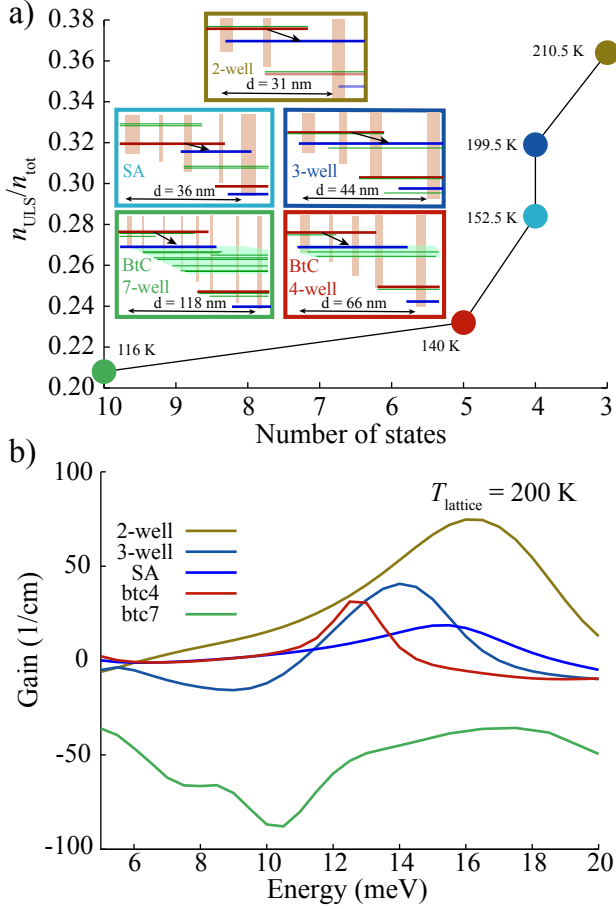 a)
0.38
0.36
0.34
0.32
0.30
0.28
0.26
0.24
0.22
0.20
n_ULS/n_tot
2-well
d = 31 nm
SA
d = 36 nm
3-well
d = 44 nm
BtC
7-well
d = 118 nm
BtC
4-well
d = 66 nm
210.5 K
199.5 K
152.5 K
140 K
116 K
10 9 8 7 6 5 4 3
Number of states
b)
100
50
0
-50
-100
Gain (1/cm)
T_lattice = 200 K
2-well
3-well
SA
btc4
btc7
6 8 10 12 14 16 18 20
Energy (meV)